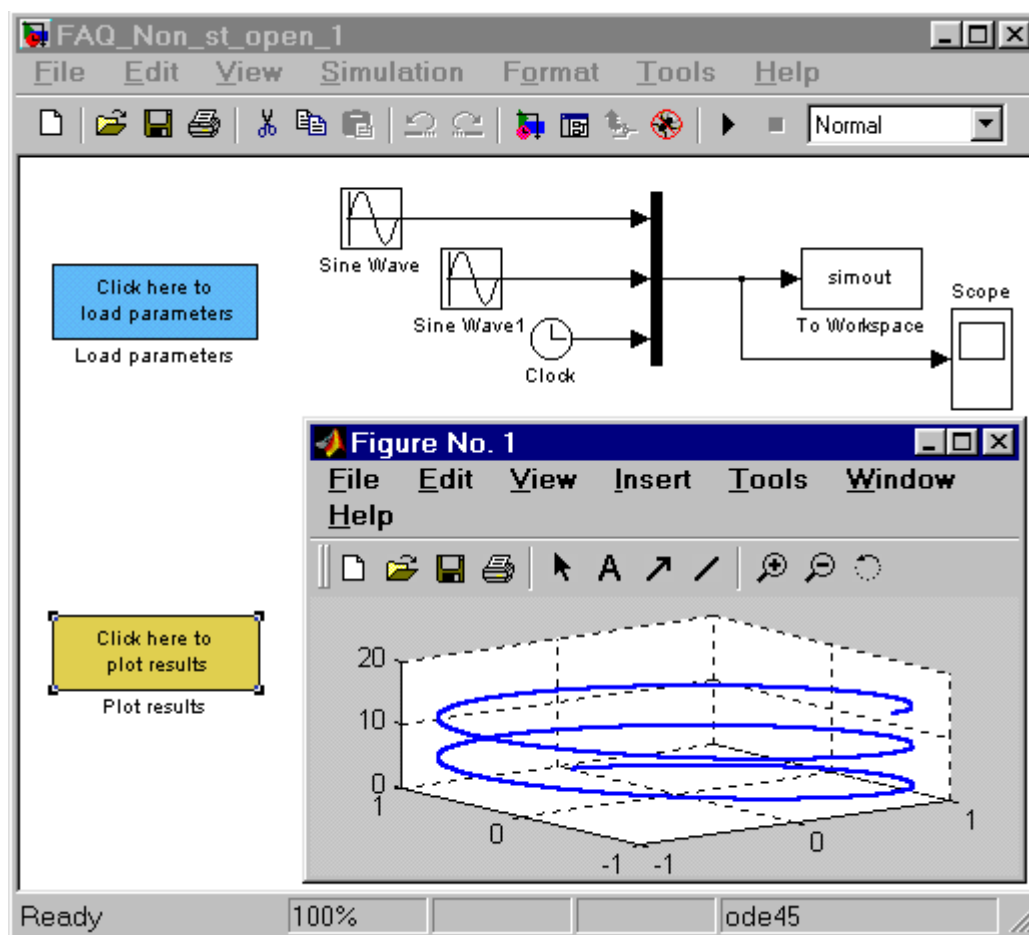 FAQ_Non_st_open_1
File Edit View Simulation Format Tools Help
Normal
Sine Wave
Click here to
load parameters
Load parameters
Sine Wave1
Clock
simout
To Workspace
Scope
Figure No. 1
File Edit View Insert Tools Window
Help
A
Click here to
plot results
Plot results
20
10
0
1
0
-1
-1
0
1
Ready 100% ode45